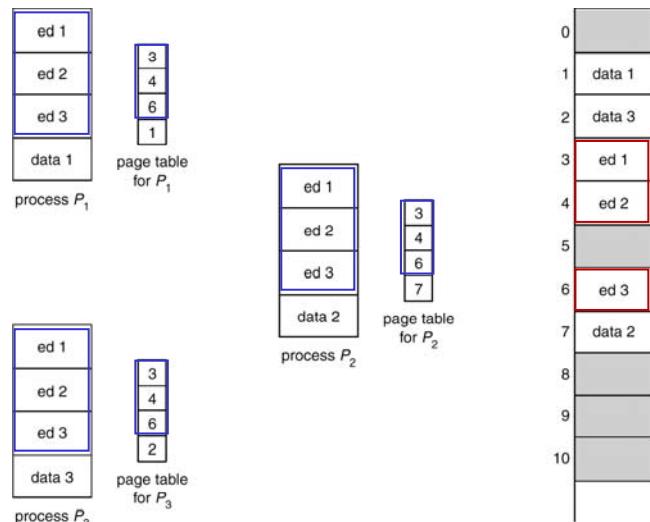 ed 1
ed 2
ed 3
data 1
process P1
3
4
6
1
page table
for P1
ed 1
ed 2
ed 3
data 2
process P2
3
4
6
7
page table
for P2
ed 1
ed 2
ed 3
data 3
process P3
3
4
6
2
page table
for P3
0
1 data 1
2 data 3
3 ed 1
4 ed 2
5
6 ed 3
7 data 2
8
9
10